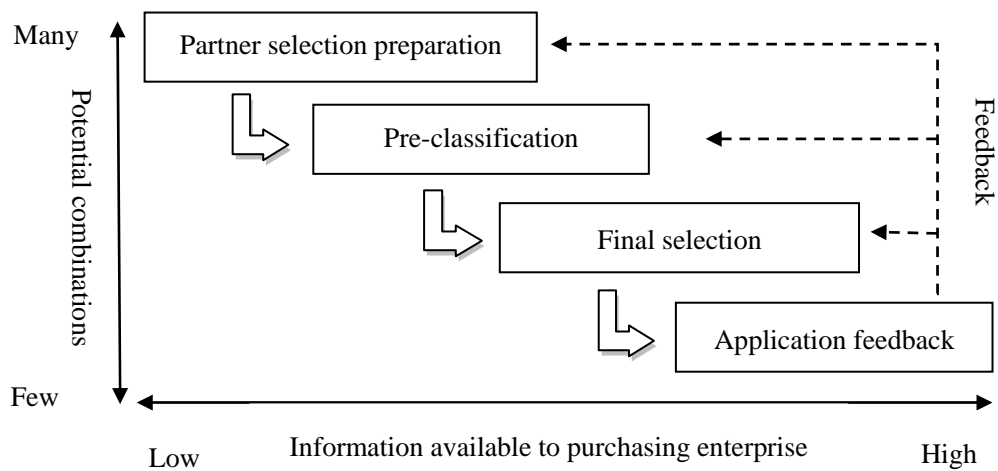 Many
Partner selection preparation
Pre-classification
Final selection
Application feedback
Potential combinations
Feedback
Few
Low
Information available to purchasing enterprise
High